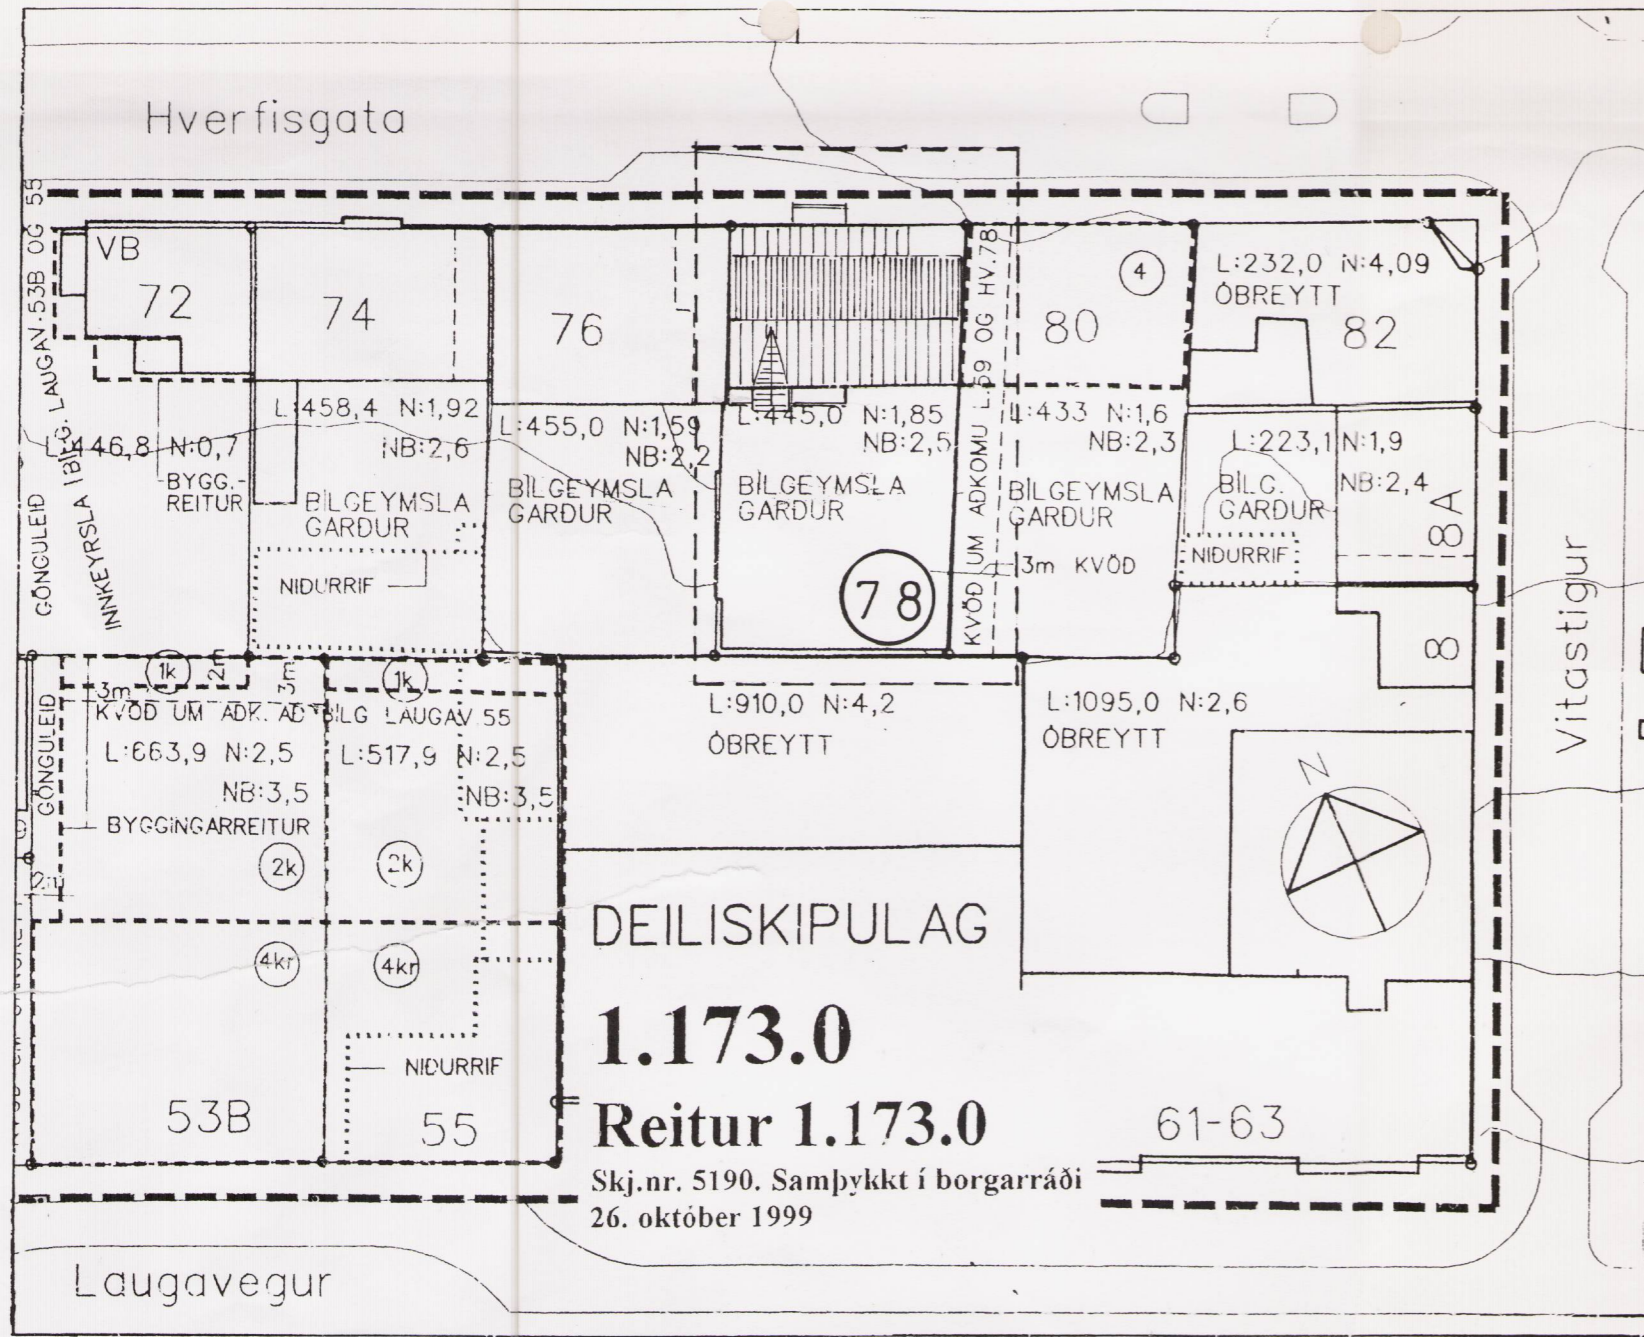 Hverfisgata
VB
72
74
76
4
80
L:232,0 N:4,09
ÓBREYTT
82
L:446,8 N:0,7
BYGG.-
REITUR
L:458,4 N:1,92
NB:2,6
BÍLGEYMSLA
GARÐUR
NIÐURRIF
L:455,0 N:1,59
NB:2,2
BÍLGEYMSLA
GARÐUR
L:445,0 N:1,85
NB:2,5
BÍLGEYMSLA
GARÐUR
78
KVÖÐ UM AÐKOMU L.59 OG HV.78
L:433 N:1,6
NB:2,3
BÍLGEYMSLA
GARÐUR
3m KVÖÐ
L:223,1 N:1,9
NB:2,4
BÍLG.
GARÐUR
NIÐURRIF
8A
8
GÖNGULEIÐ
INNKEYRSLA Í BÍLG. LAUGAV.53B OG 55
Vitastigur
1k
2m
3m
1k
3m
KVÖÐ UM AÐK. AÐ BÍLG LAUGAV.55
GÖNGULEIÐ
L:663,9 N:2,5
NB:3,5
BYGGINGARREITUR
L:517,9 N:2,5
NB:3,5
2k
2k
2m
4kr
4kr
NIÐURRIF
53B
55
L:910,0 N:4,2
ÓBREYTT
L:1095,0 N:2,6
ÓBREYTT
N
DEILISKIPULAG
1.173.0
Reitur 1.173.0
Skj.nr. 5190. Samþykkt í borgarráði
26. október 1999
61-63
Laugavegur